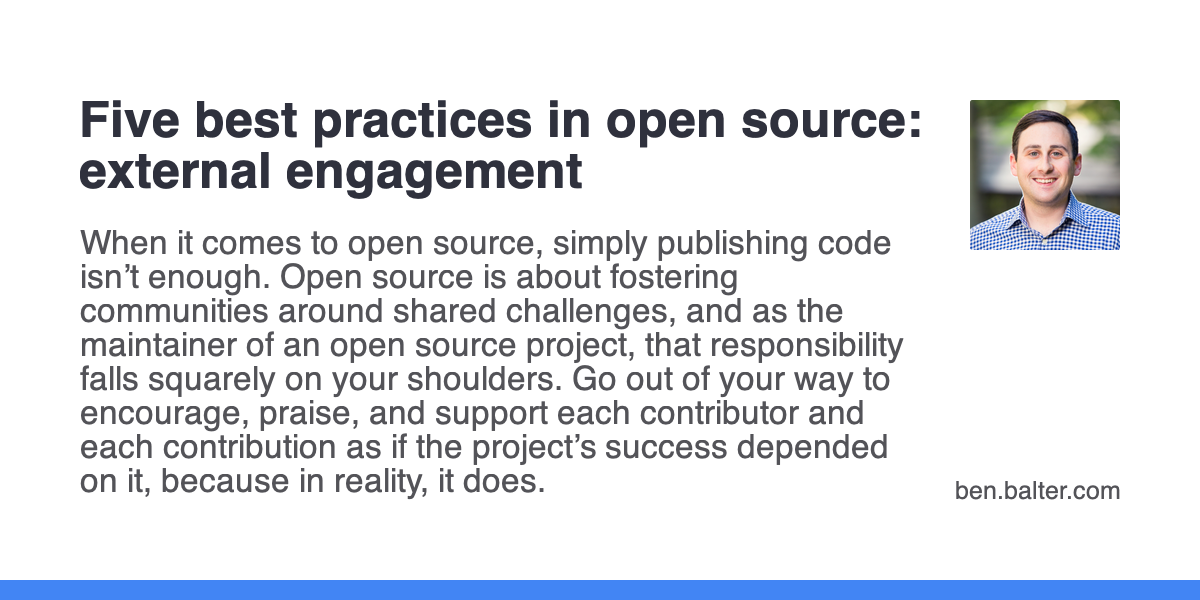 Five best practices in open source:
external engagement
When it comes to open source, simply publishing code
isn’t enough. Open source is about fostering
communities around shared challenges, and as the
maintainer of an open source project, that responsibility
falls squarely on your shoulders. Go out of your way to
encourage, praise, and support each contributor and
each contribution as if the project’s success depended
on it, because in reality, it does.
ben.balter.com